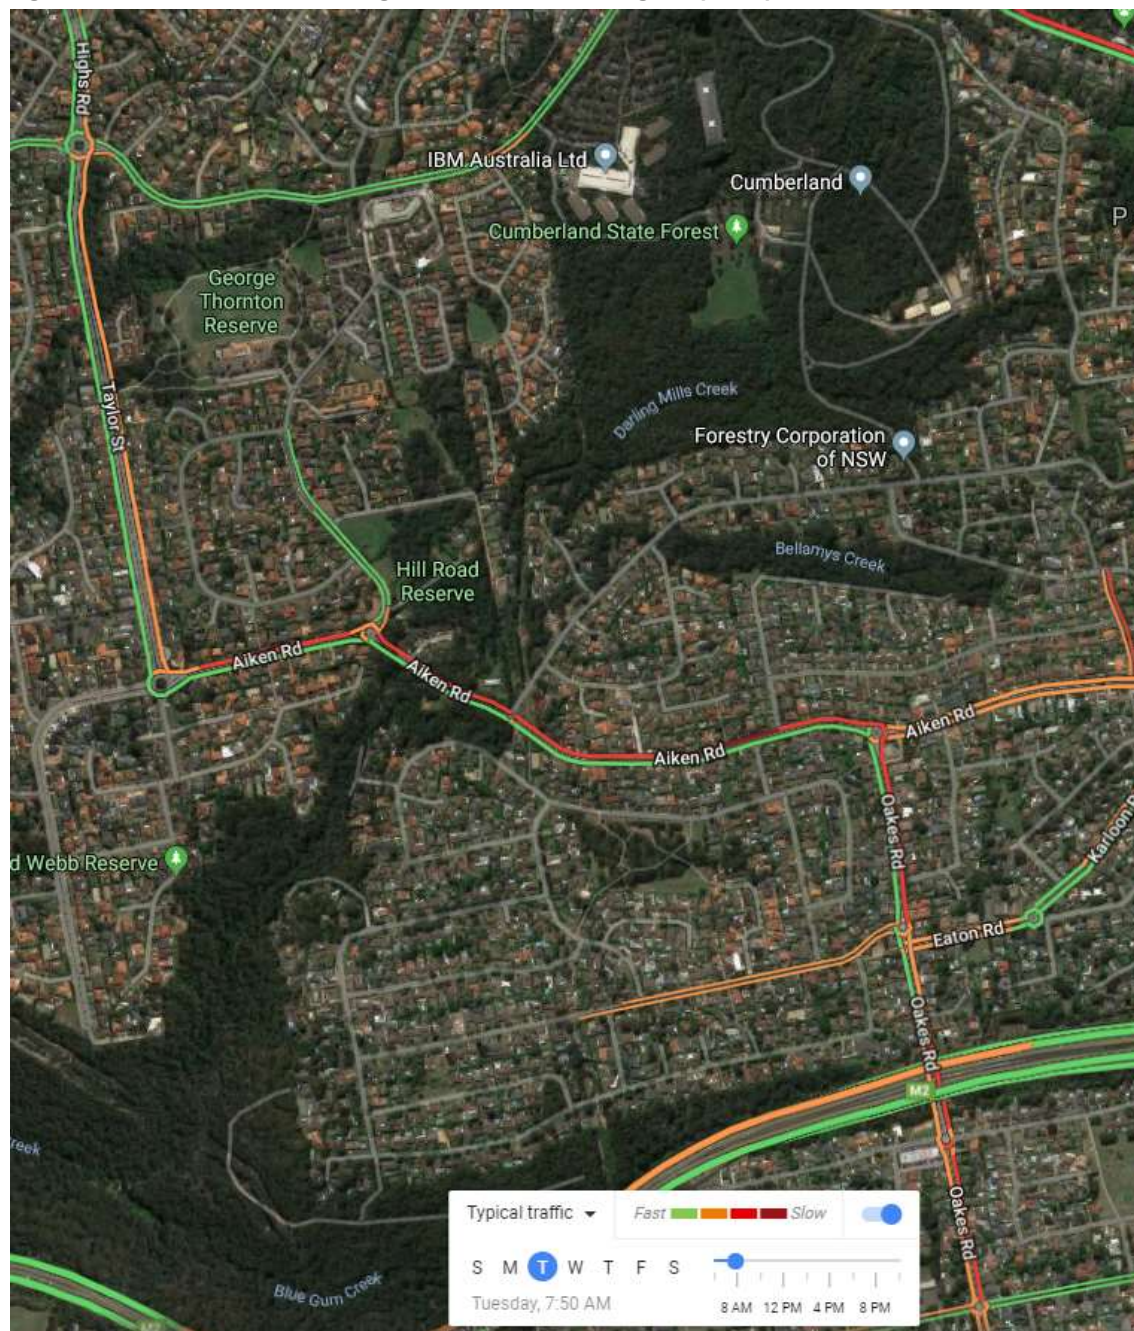 Highs Rd
IBM Australia Ltd
Cumberland
P
Cumberland State Forest
George
Thornton
Reserve
Taylor St
Darling Mills Creek
Forestry Corporation
of NSW
Bellamys Creek
Hill Road
Reserve
Aiken Rd
Aiken Rd
Aiken Rd
Aiken Rd
Oakes Rd
Karloon
d Webb Reserve
Eaton Rd
Oakes Rd
M2
reek
Oakes Rd
Typical traffic
Fast
Slow
S M T W T F S
Tuesday, 7:50 AM
8 AM 12 PM 4 PM 8 PM
Blue Gum Creek